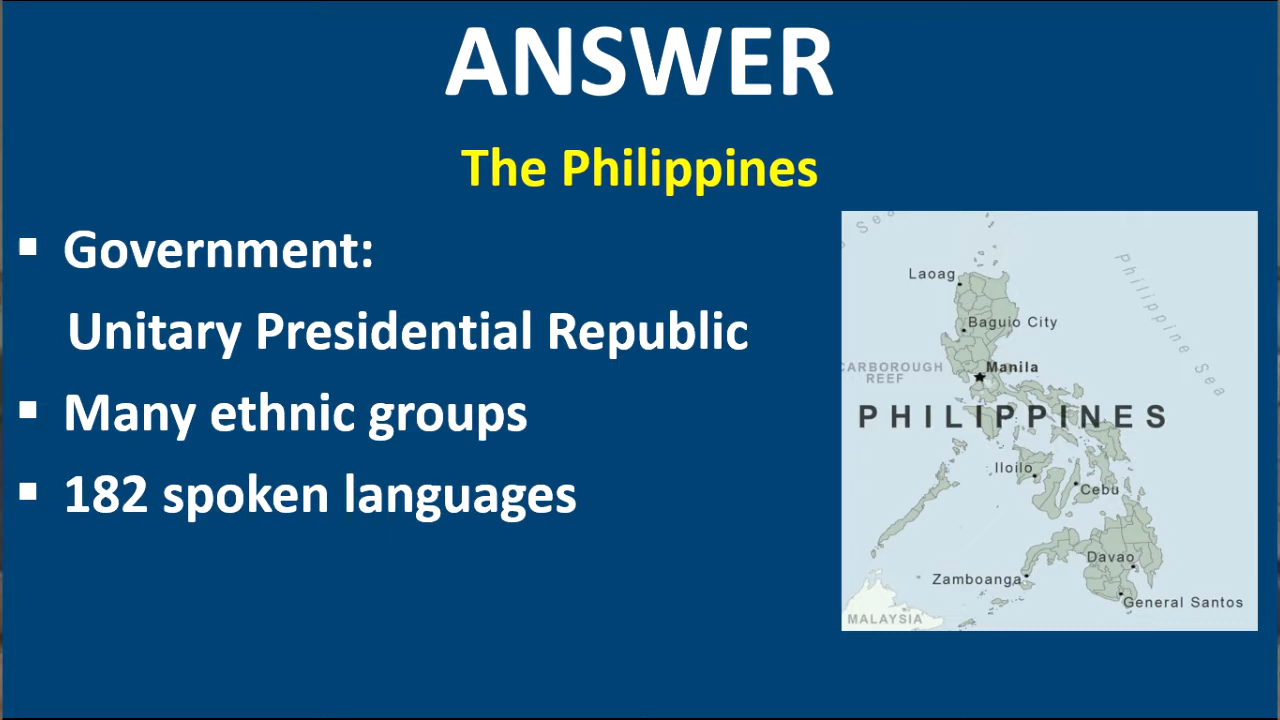 ANSWER
The Philippines
▪ Government:
Unitary Presidential Republic
▪ Many ethnic groups
▪ 182 spoken languages
Sea
Philippine Sea
Laoag
Baguio City
CARBOROUGH
REEF
Manila
PHILIPPINES
Iloilo
Cebu
Davao
Zamboanga
General Santos
MALAYSIA